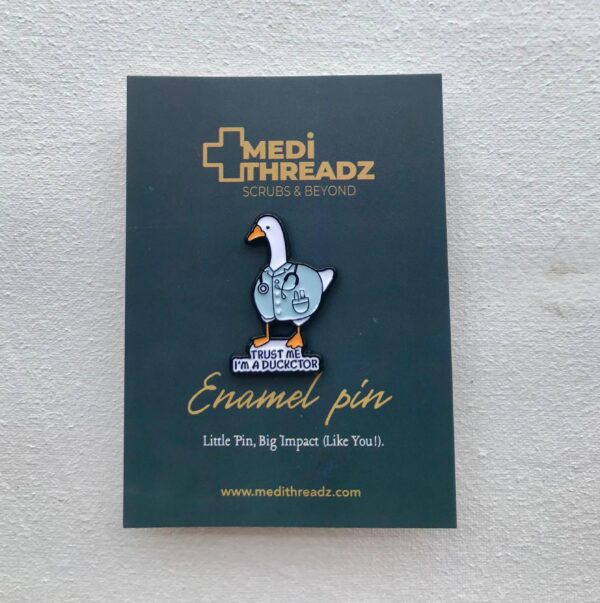 MEDi
THREADZ
SCRUBS & BEYOND
TRUST ME
I'M A DUCKCTOR
Enamel pin
Little Pin, Big Impact (Like You!).
www.medithreadz.com